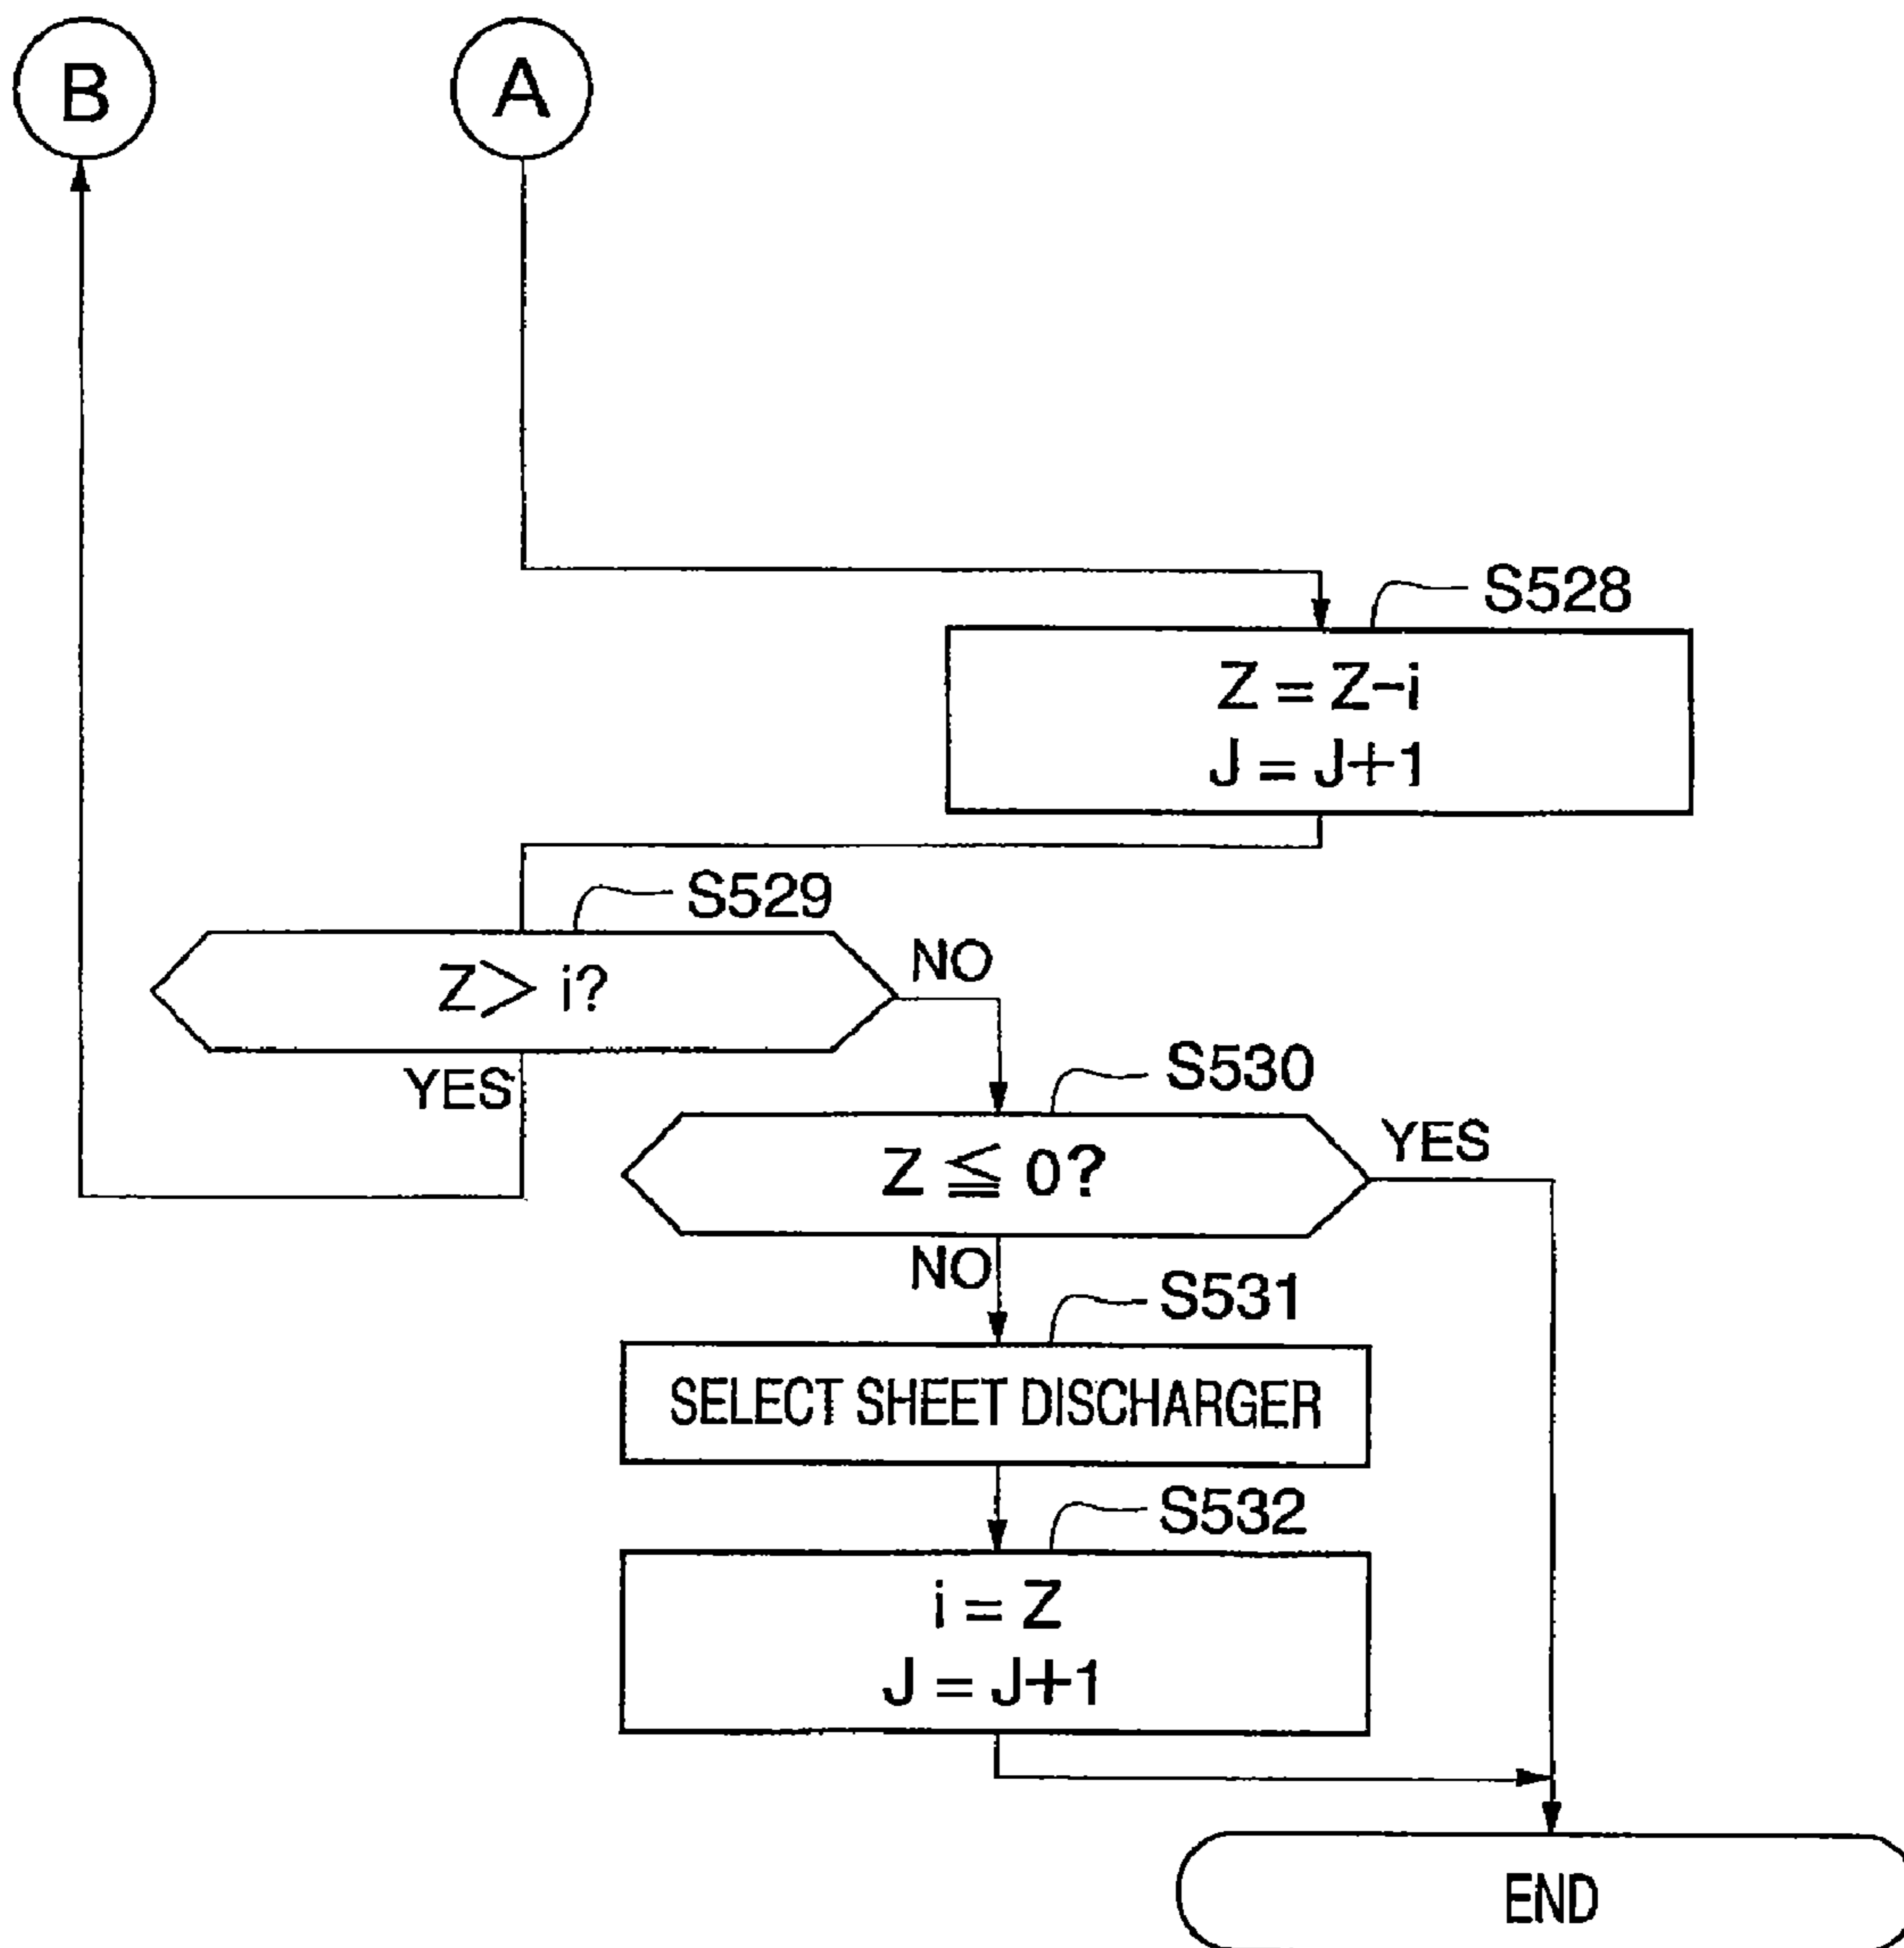 B
A
S528
Z = Z-i
J = J+1
S529
Z > i?
NO
YES
S530
Z ≦ 0?
YES
NO
S531
SELECT SHEET DISCHARGER
S532
i = Z
J = J+1
END